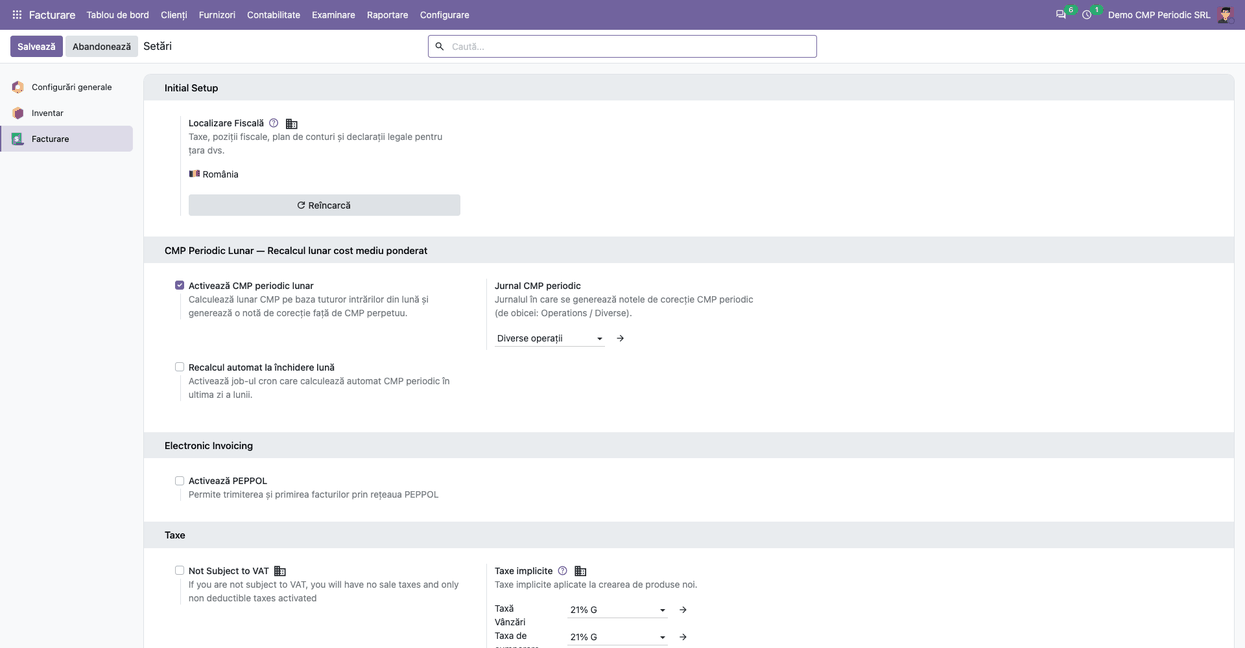 Facturare Tablou de bord Clienți Furnizori Contabilitate Examinare Raportare Configurare 6 1 Demo CMP Periodic SRL
Salvează Abandonează Setări Caută...
Configurări generale
Inventar
Facturare
Initial Setup
Localizare Fiscală
Taxe, poziții fiscale, plan de conturi și declarații legale pentru
țara dvs.
România
Reîncarcă
CMP Periodic Lunar — Recalcul lunar cost mediu ponderat
Activează CMP periodic lunar
Calculează lunar CMP pe baza tuturor intrărilor din lună și
generează o notă de corecție față de CMP perpetuu.
Jurnal CMP periodic
Jurnalul în care se generează notele de corecție CMP periodic
(de obicei: Operations / Diverse).
Diverse operații
Recalcul automat la închidere lună
Activează job-ul cron care calculează automat CMP periodic în
ultima zi a lunii.
Electronic Invoicing
Activează PEPPOL
Permite trimiterea și primirea facturilor prin rețeaua PEPPOL
Taxe
Not Subject to VAT
If you are not subject to VAT, you will have no sale taxes and only
non deductible taxes activated
Taxe implicite
Taxe implicite aplicate la crearea de produse noi.
Taxă
Vânzări
21% G
Taxa de
21% G